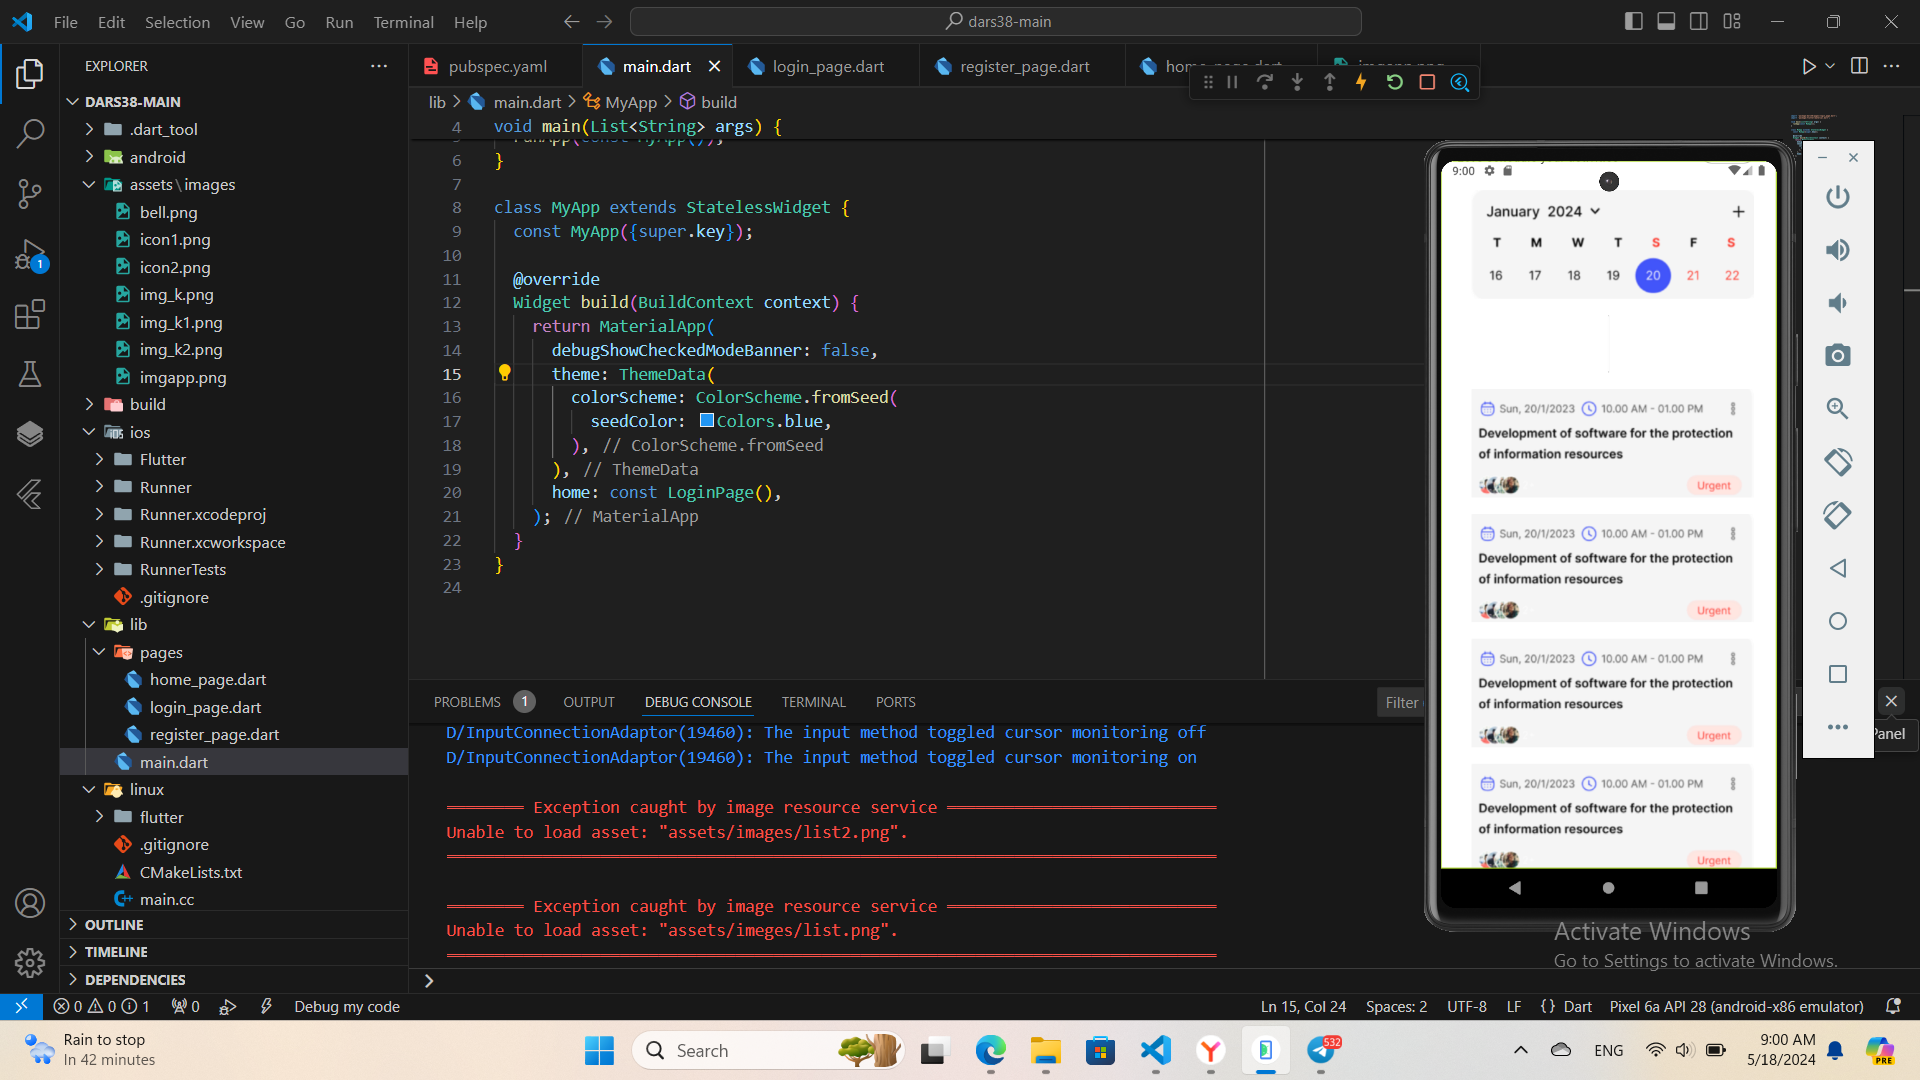 File Edit Selection View Go Run Terminal Help
dars38-main
EXPLORER
DARS38-MAIN
.dart_tool
android
assets\images
bell.png
icon1.png
icon2.png
img_k.png
img_k1.png
img_k2.png
imgapp.png
build
ios
Flutter
Runner
Runner.xcodeproj
Runner.xcworkspace
RunnerTests
.gitignore
lib
pages
home_page.dart
login_page.dart
register_page.dart
main.dart
linux
flutter
.gitignore
CMakeLists.txt
main.cc
OUTLINE
TIMELINE
DEPENDENCIES
1
pubspec.yaml main.dart login_page.dart register_page.dart
lib > main.dart > MyApp > build
4 void main(List<String> args) {
6 }
7
8 class MyApp extends StatelessWidget {
9 const MyApp({super.key});
10
11 @override
12 Widget build(BuildContext context) {
13 return MaterialApp(
14 debugShowCheckedModeBanner: false,
15 theme: ThemeData(
16 colorScheme: ColorScheme.fromSeed(
17 seedColor: Colors.blue,
18 ), // ColorScheme.fromSeed
19 ), // ThemeData
20 home: const LoginPage(),
21 ); // MaterialApp
22 }
23 }
24
PROBLEMS 1 OUTPUT DEBUG CONSOLE TERMINAL PORTS
Filter
D/InputConnectionAdaptor(19460): The input method toggled cursor monitoring off
D/InputConnectionAdaptor(19460): The input method toggled cursor monitoring on
Exception caught by image resource service
Unable to load asset: "assets/images/list2.png".
Exception caught by image resource service
Unable to load asset: "assets/imeges/list.png".
9:00
January 2024
T M W T S F S
16 17 18 19 20 21 22
Sun, 20/1/2023 10.00 AM - 01.00 PM
Development of software for the protection
of information resources
Urgent
Sun, 20/1/2023 10.00 AM - 01.00 PM
Development of software for the protection
of information resources
Urgent
Sun, 20/1/2023 10.00 AM - 01.00 PM
Development of software for the protection
of information resources
Urgent
Sun, 20/1/2023 10.00 AM - 01.00 PM
Development of software for the protection
of information resources
Urgent
Activate Windows
Go to Settings to activate Windows.
0 0 1 0 Debug my code
Ln 15, Col 24 Spaces: 2 UTF-8 LF {} Dart Pixel 6a API 28 (android-x86 emulator)
Rain to stop
In 42 minutes
Search
532
ENG
9:00 AM
5/18/2024
PRE